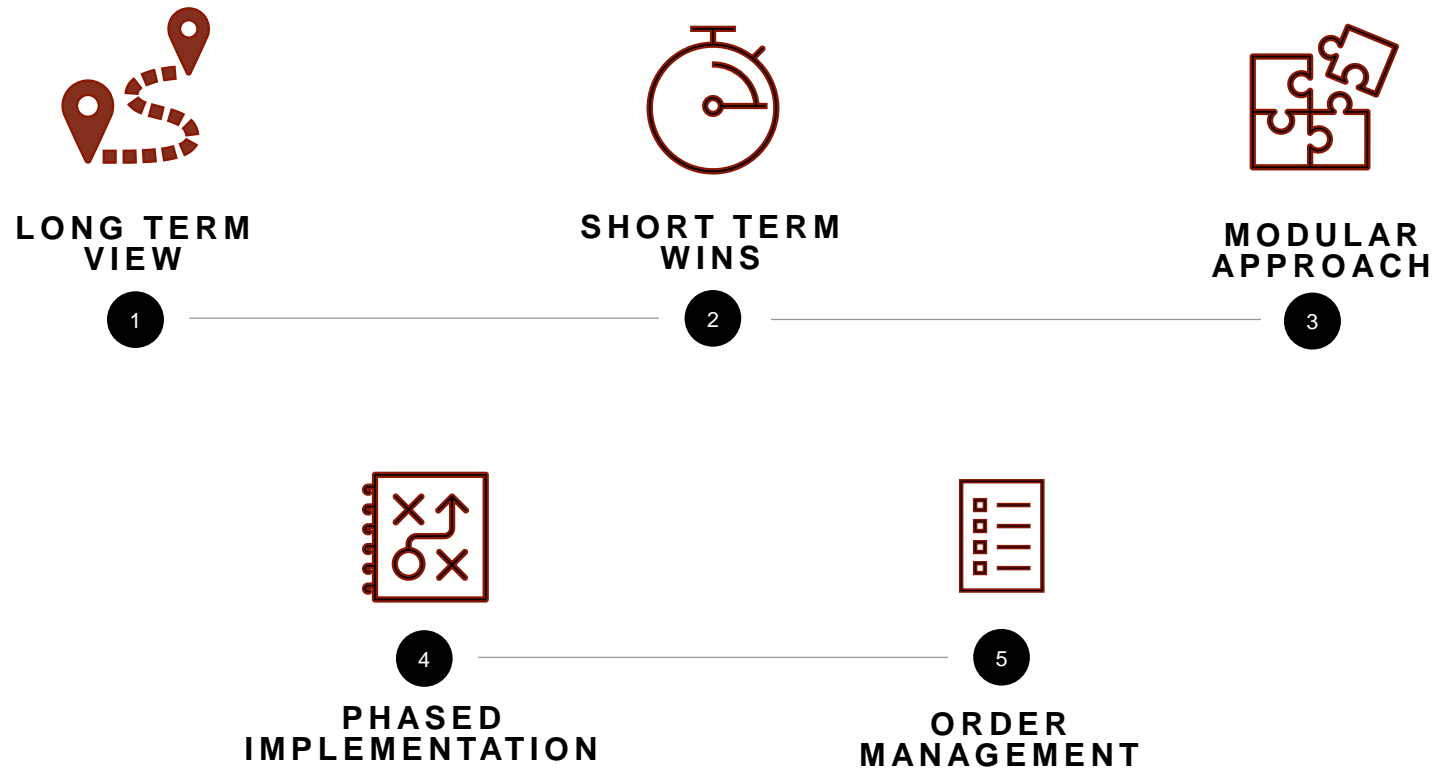 LONG TERM
VIEW
1
SHORT TERM
WINS
2
MODULAR
APPROACH
3
4
PHASED
IMPLEMENTATION
5
ORDER
MANAGEMENT